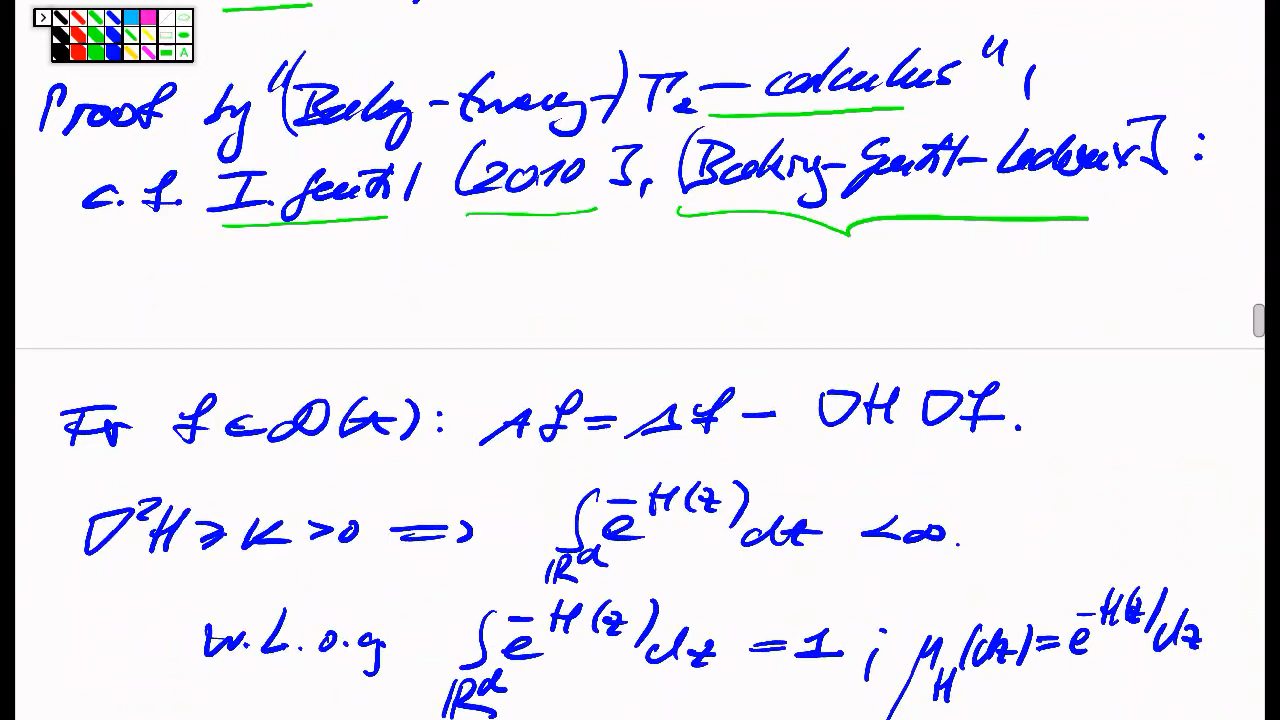 Proof by "(Bakry-Emery-) Γ₂-calculus",
c.f. I. Gentil [2010], [Bakry-Gentil-Ledoux]:
For f ∈ D(A): Af = Δf − ∇H ∇f.
∇²H ≥ K > 0 ⟹ ∫_{ℝ^d} e^{−H(z)} dz < ∞.
w.l.o.g ∫_{ℝ^d} e^{−H(z)} dz = 1; μ_H(dz) = e^{−H(z)} dz